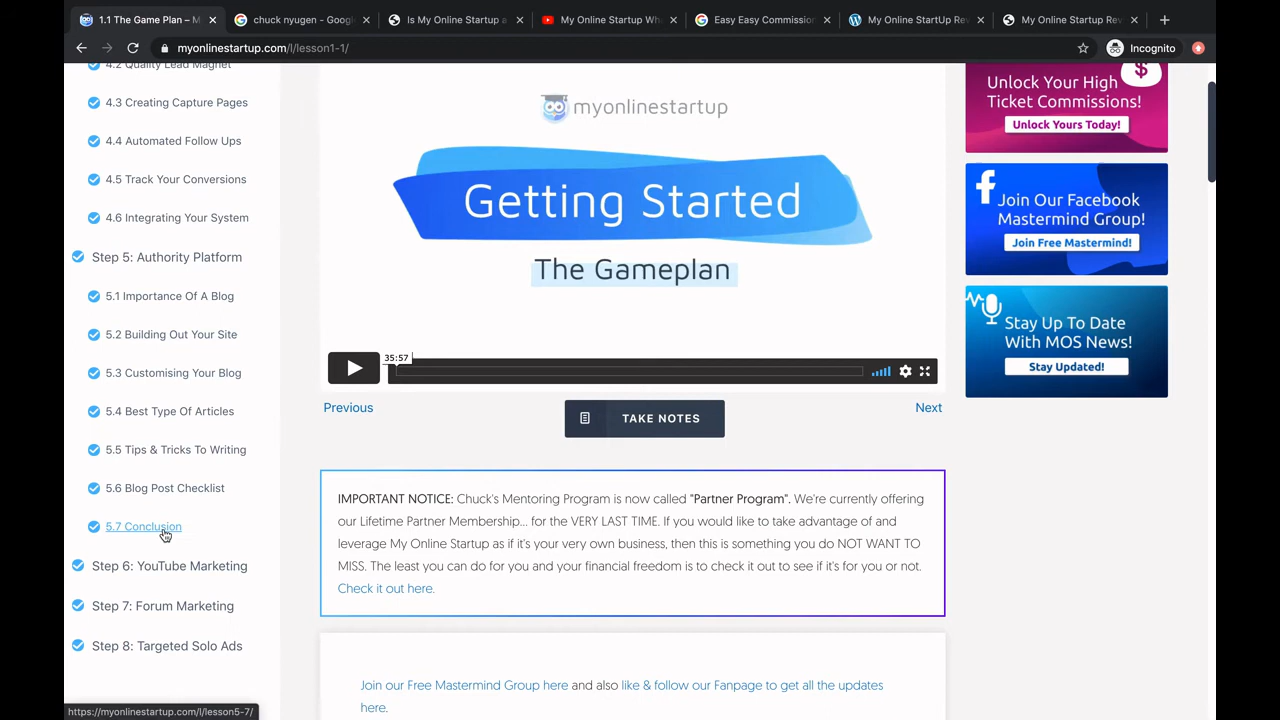 1.1 The Game Plan – M
chuck nyugen - Googl
Is My Online Startup a
My Online Startup Wh
Easy Easy Commissio
My Online StartUp Rev
My Online Startup Rev
myonlinestartup.com/l/lesson1-1/
Incognito
4.2 Quality Lead Magnet
4.3 Creating Capture Pages
4.4 Automated Follow Ups
4.5 Track Your Conversions
4.6 Integrating Your System
Step 5: Authority Platform
5.1 Importance Of A Blog
5.2 Building Out Your Site
5.3 Customising Your Blog
5.4 Best Type Of Articles
5.5 Tips & Tricks To Writing
5.6 Blog Post Checklist
5.7 Conclusion
Step 6: YouTube Marketing
Step 7: Forum Marketing
Step 8: Targeted Solo Ads
https://myonlinestartup.com/l/lesson5-7/
myonlinestartup
Getting Started
The Gameplan
35:57
Previous
TAKE NOTES
Next
IMPORTANT NOTICE: Chuck's Mentoring Program is now called "Partner Program". We're currently offering
our Lifetime Partner Membership... for the VERY LAST TIME. If you would like to take advantage of and
leverage My Online Startup as if it's your very own business, then this is something you do NOT WANT TO
MISS. The least you can do for you and your financial freedom is to check it out to see if it's for you or not.
Check it out here.
Join our Free Mastermind Group here and also like & follow our Fanpage to get all the updates
here.
Unlock Your High
Ticket Commissions!
$
Unlock Yours Today!
Join Our Facebook
Mastermind Group!
Join Free Mastermind!
Stay Up To Date
With MOS News!
Stay Updated!